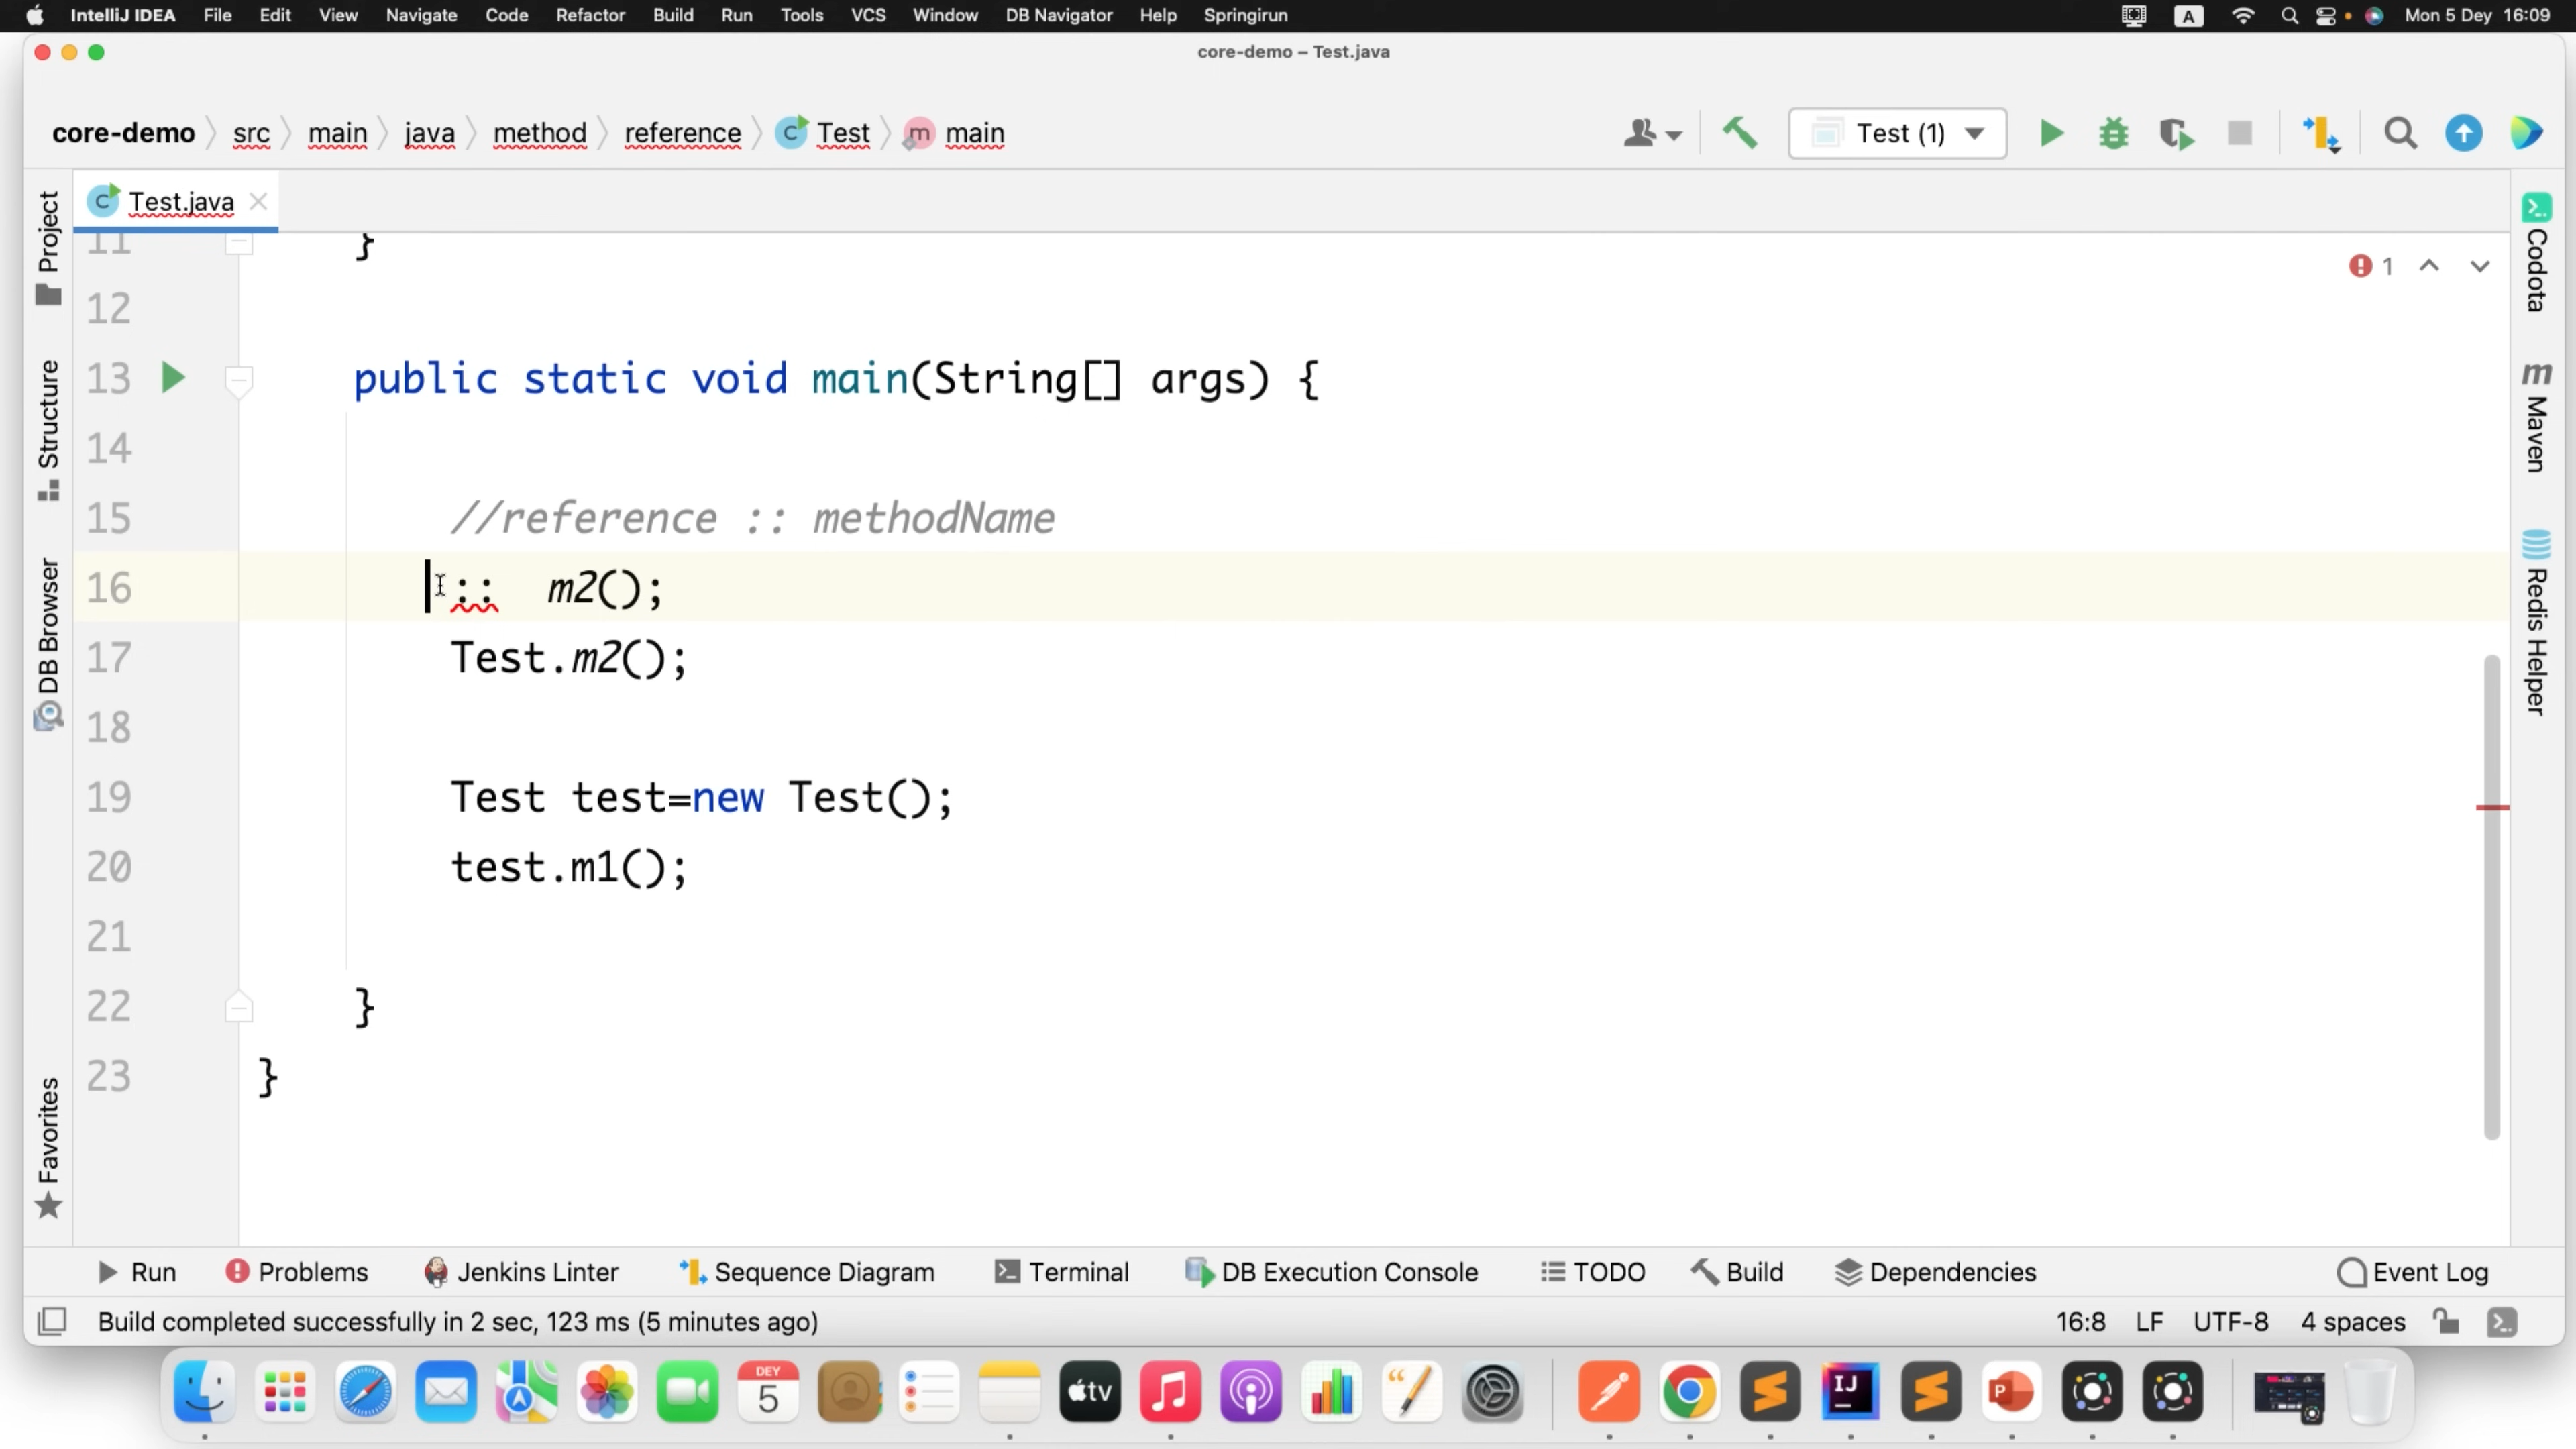 IntelliJ IDEA File Edit View Navigate Code Refactor Build Run Tools VCS Window DB Navigator Help Springirun A Mon 5 Dey 16:09
core-demo – Test.java
core-demo src main java method reference C Test m main Test (1)
C Test.java
11 }
1
12
13 public static void main(String[] args) {
14
15 //reference :: methodName
16 :: m2();
17 Test.m2();
18
19 Test test=new Test();
20 test.m1();
21
22 }
23 }
Project
Structure
DB Browser
Favorites
Codota
m Maven
Redis Helper
Run Problems Jenkins Linter Sequence Diagram Terminal DB Execution Console TODO Build Dependencies Event Log
Build completed successfully in 2 sec, 123 ms (5 minutes ago) 16:8 LF UTF-8 4 spaces
DEY
5
tv
IJ
P